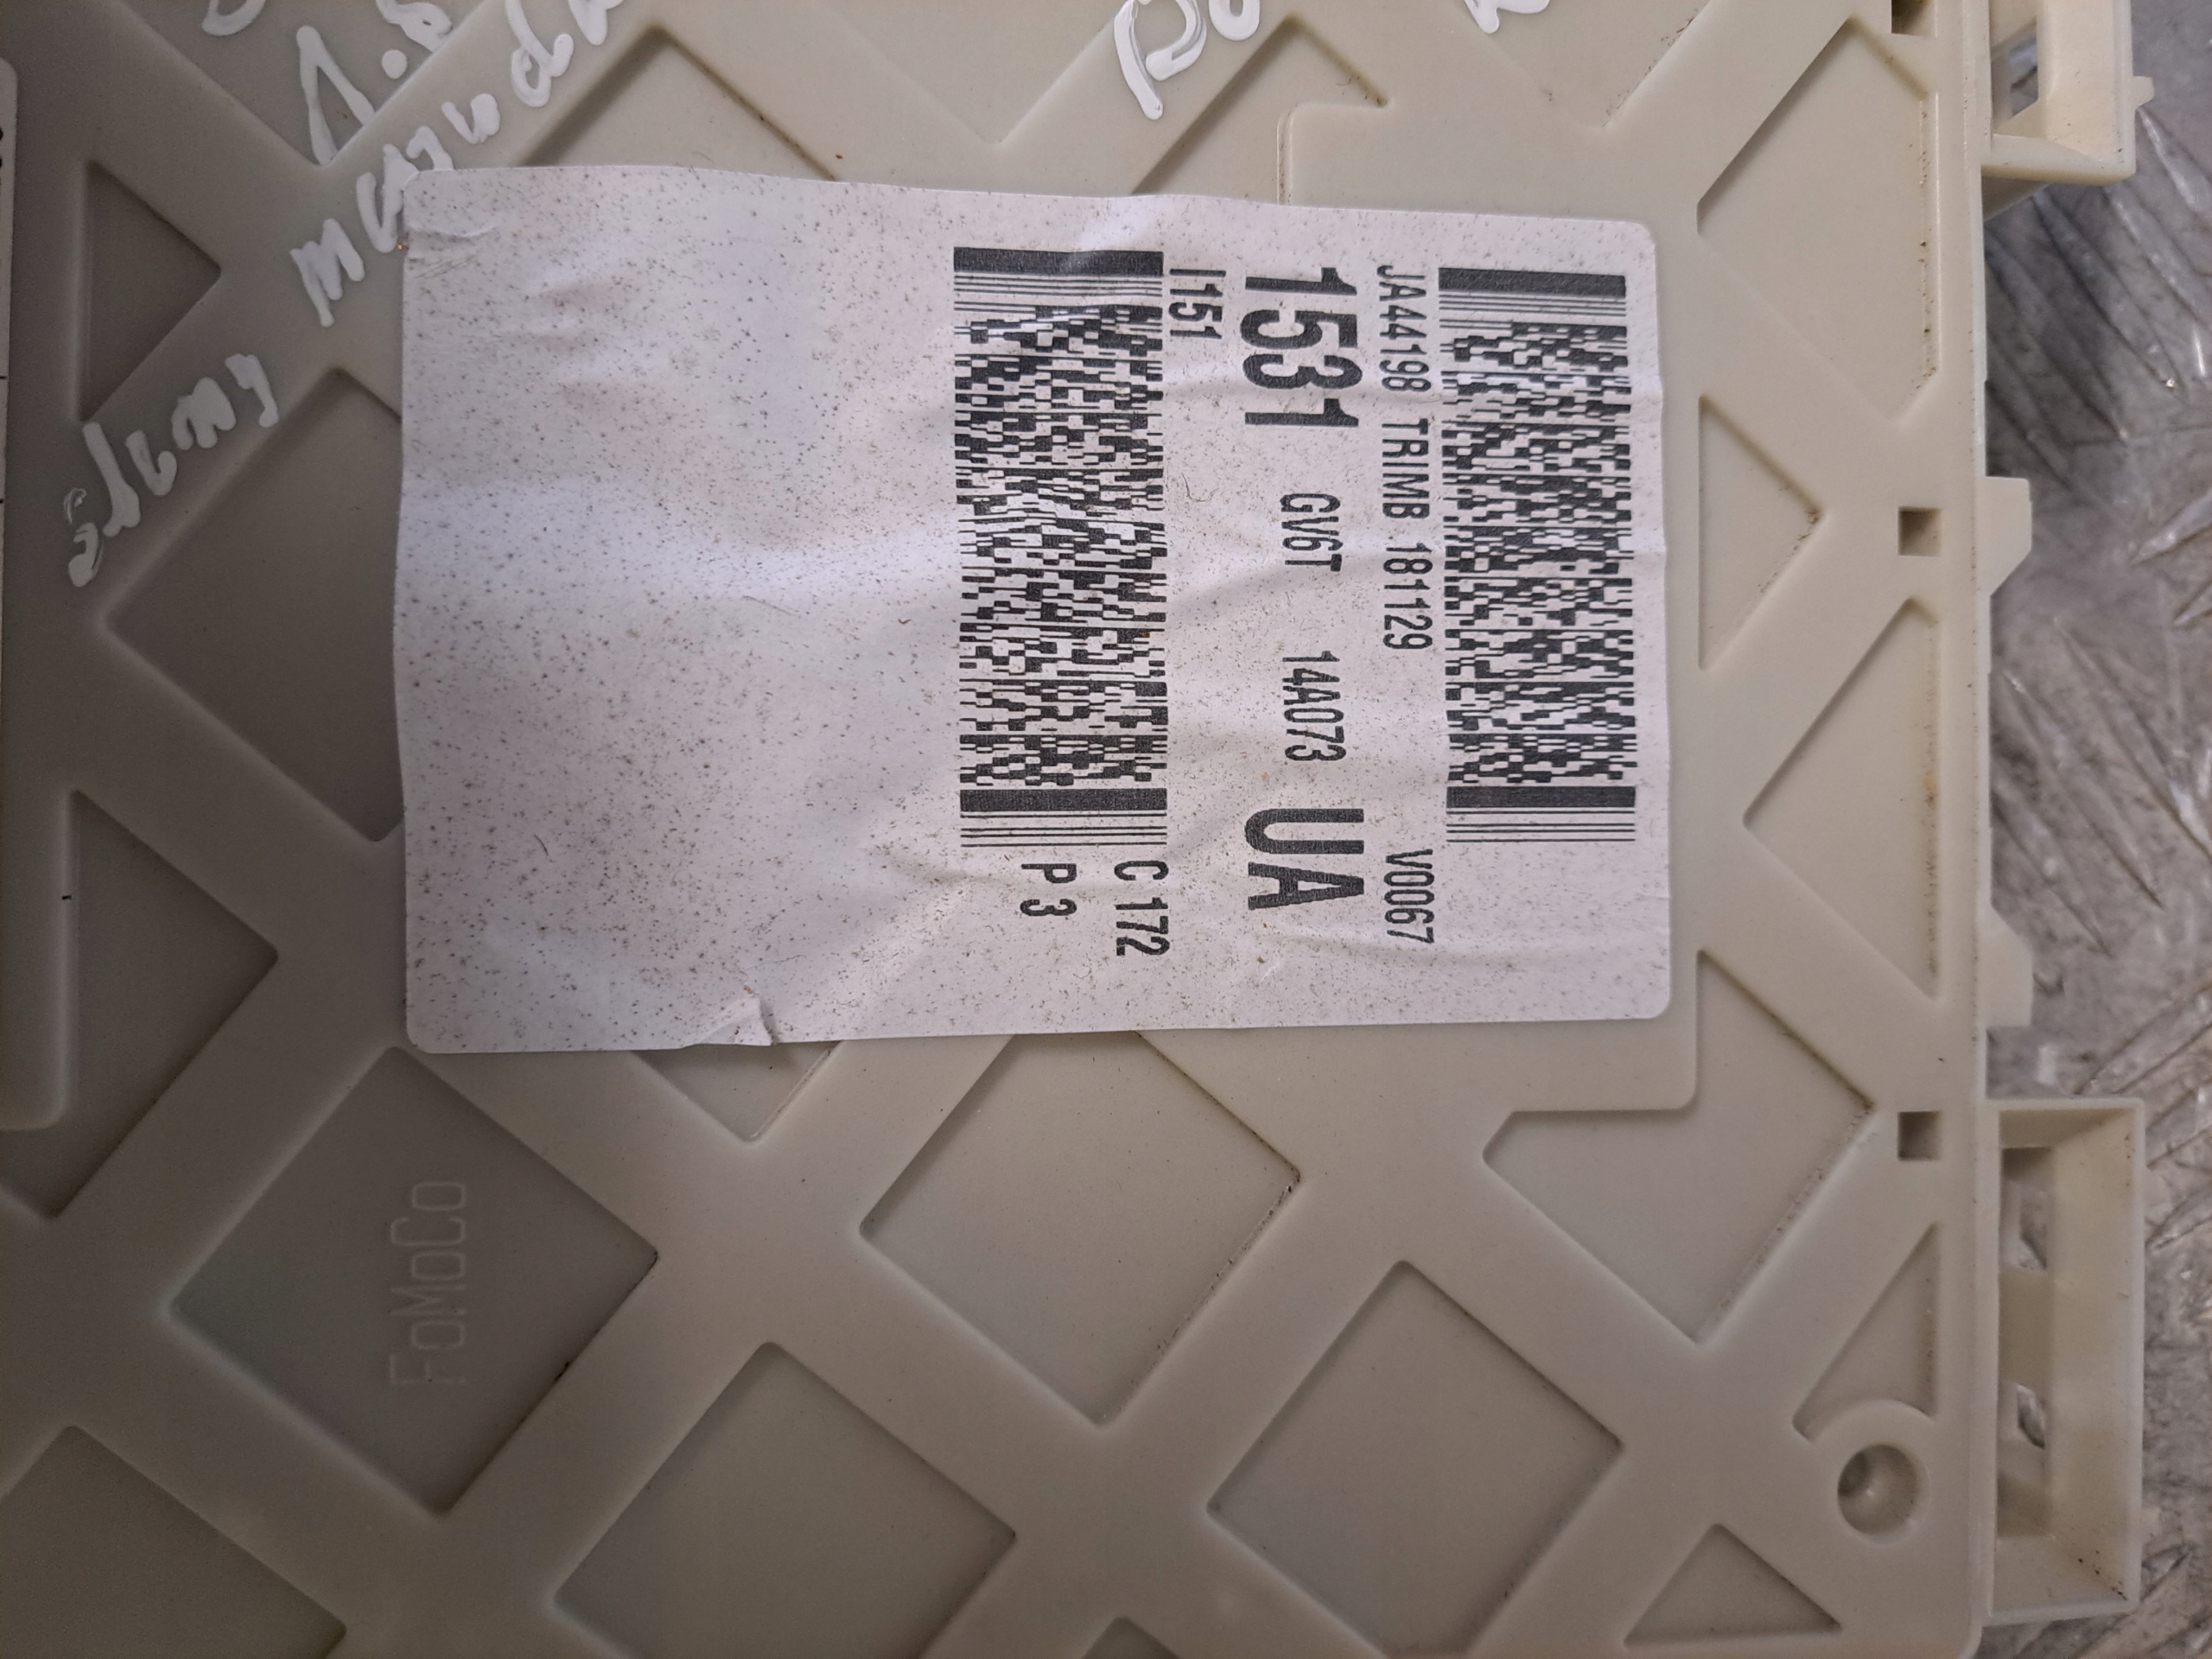 JA44198 TRIMB 181129 V0067
1531 GV6T 14A073 UA
I151
C 172
P 3
FoMoCo